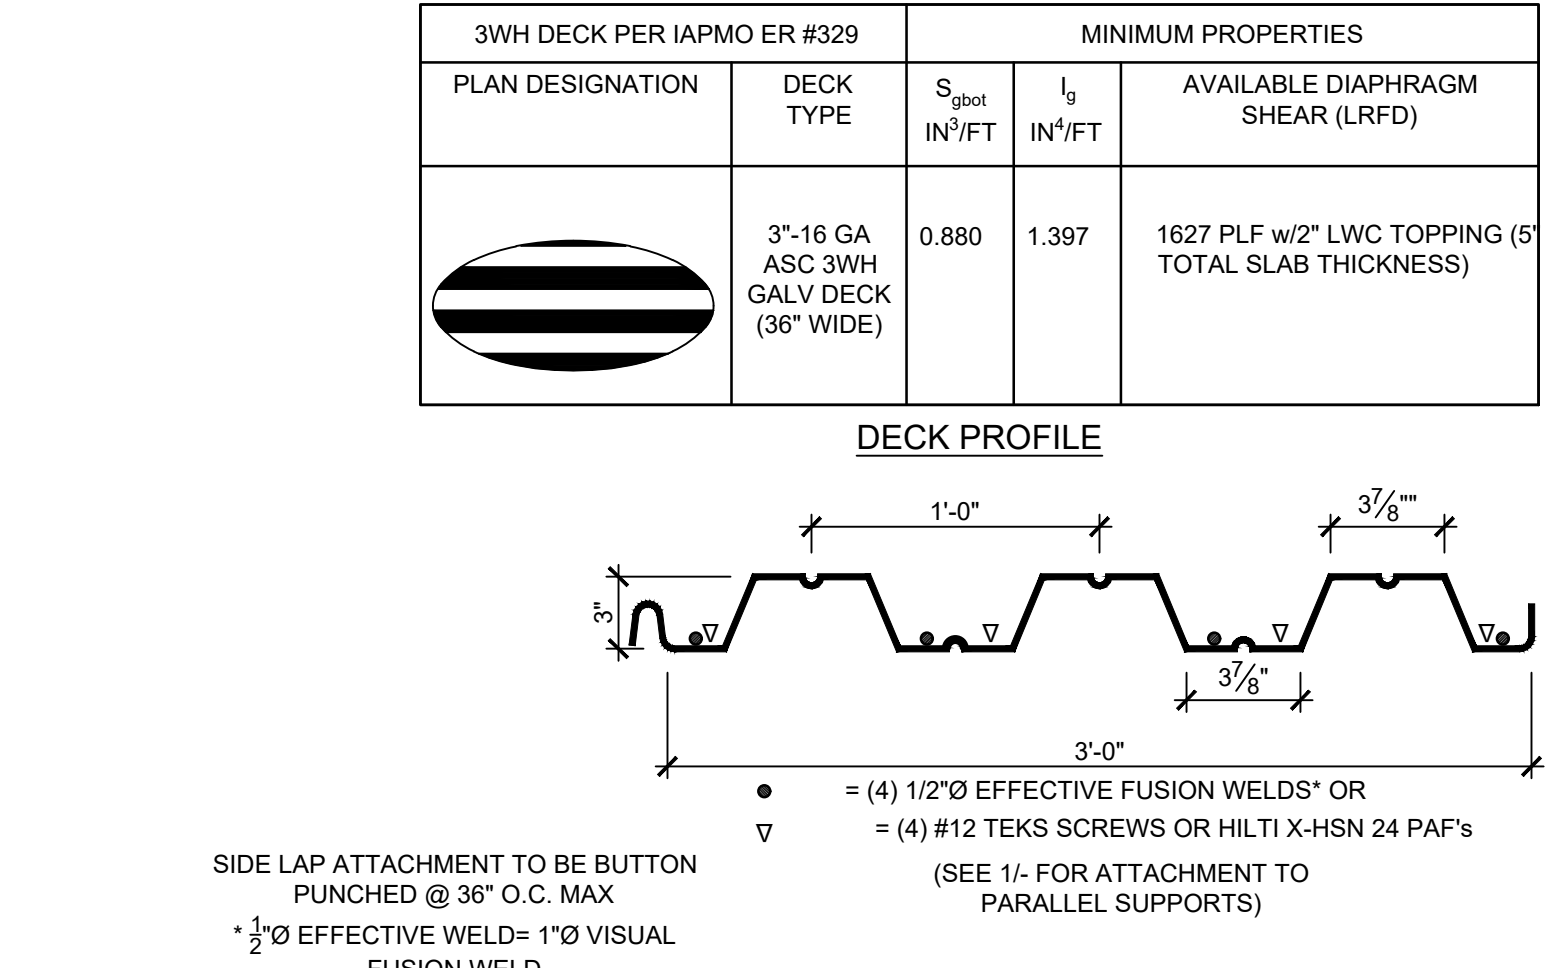 3WH DECK PER IAPMO ER #329
MINIMUM PROPERTIES
PLAN DESIGNATION
DECK
TYPE
Sgbot
IN³/FT
Ig
IN⁴/FT
AVAILABLE DIAPHRAGM
SHEAR (LRFD)
3"-16 GA
ASC 3WH
GALV DECK
(36" WIDE)
0.880
1.397
1627 PLF w/2" LWC TOPPING (5"
TOTAL SLAB THICKNESS)
DECK PROFILE
1'-0"
3⅞""
3"
3⅞"
3'-0"
= (4) 1/2"Ø EFFECTIVE FUSION WELDS* OR
= (4) #12 TEKS SCREWS OR HILTI X-HSN 24 PAF's
(SEE 1/- FOR ATTACHMENT TO
PARALLEL SUPPORTS)
SIDE LAP ATTACHMENT TO BE BUTTON
PUNCHED @ 36" O.C. MAX
* ½"Ø EFFECTIVE WELD= 1"Ø VISUAL
FUSION WELD